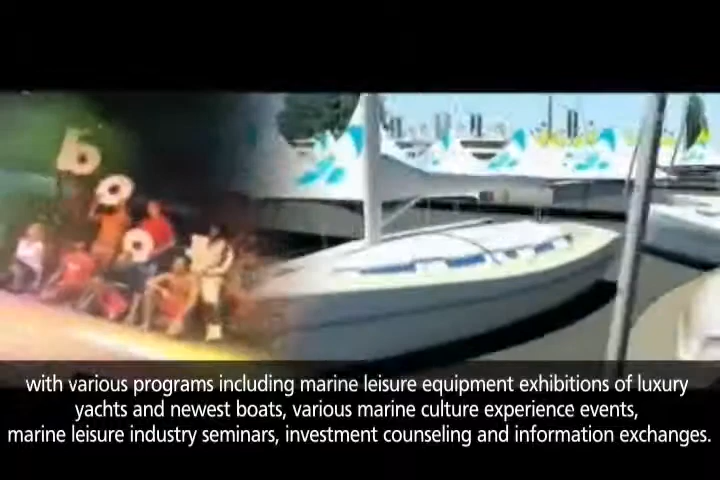 with various programs including marine leisure equipment exhibitions of luxury
yachts and newest boats, various marine culture experience events,
marine leisure industry seminars, investment counseling and information exchanges.